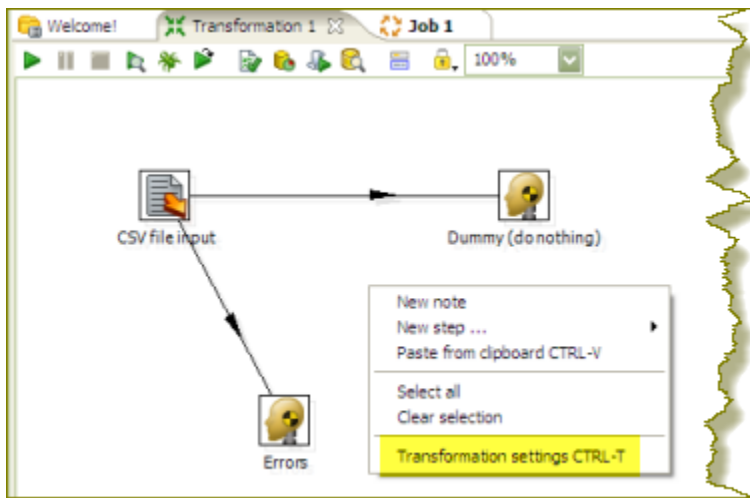 Welcome! Transformation 1 Job 1
100%
CSV file input Dummy (do nothing)
New note
New step ...
Paste from clipboard CTRL-V
Select all
Clear selection
Transformation settings CTRL-T
Errors